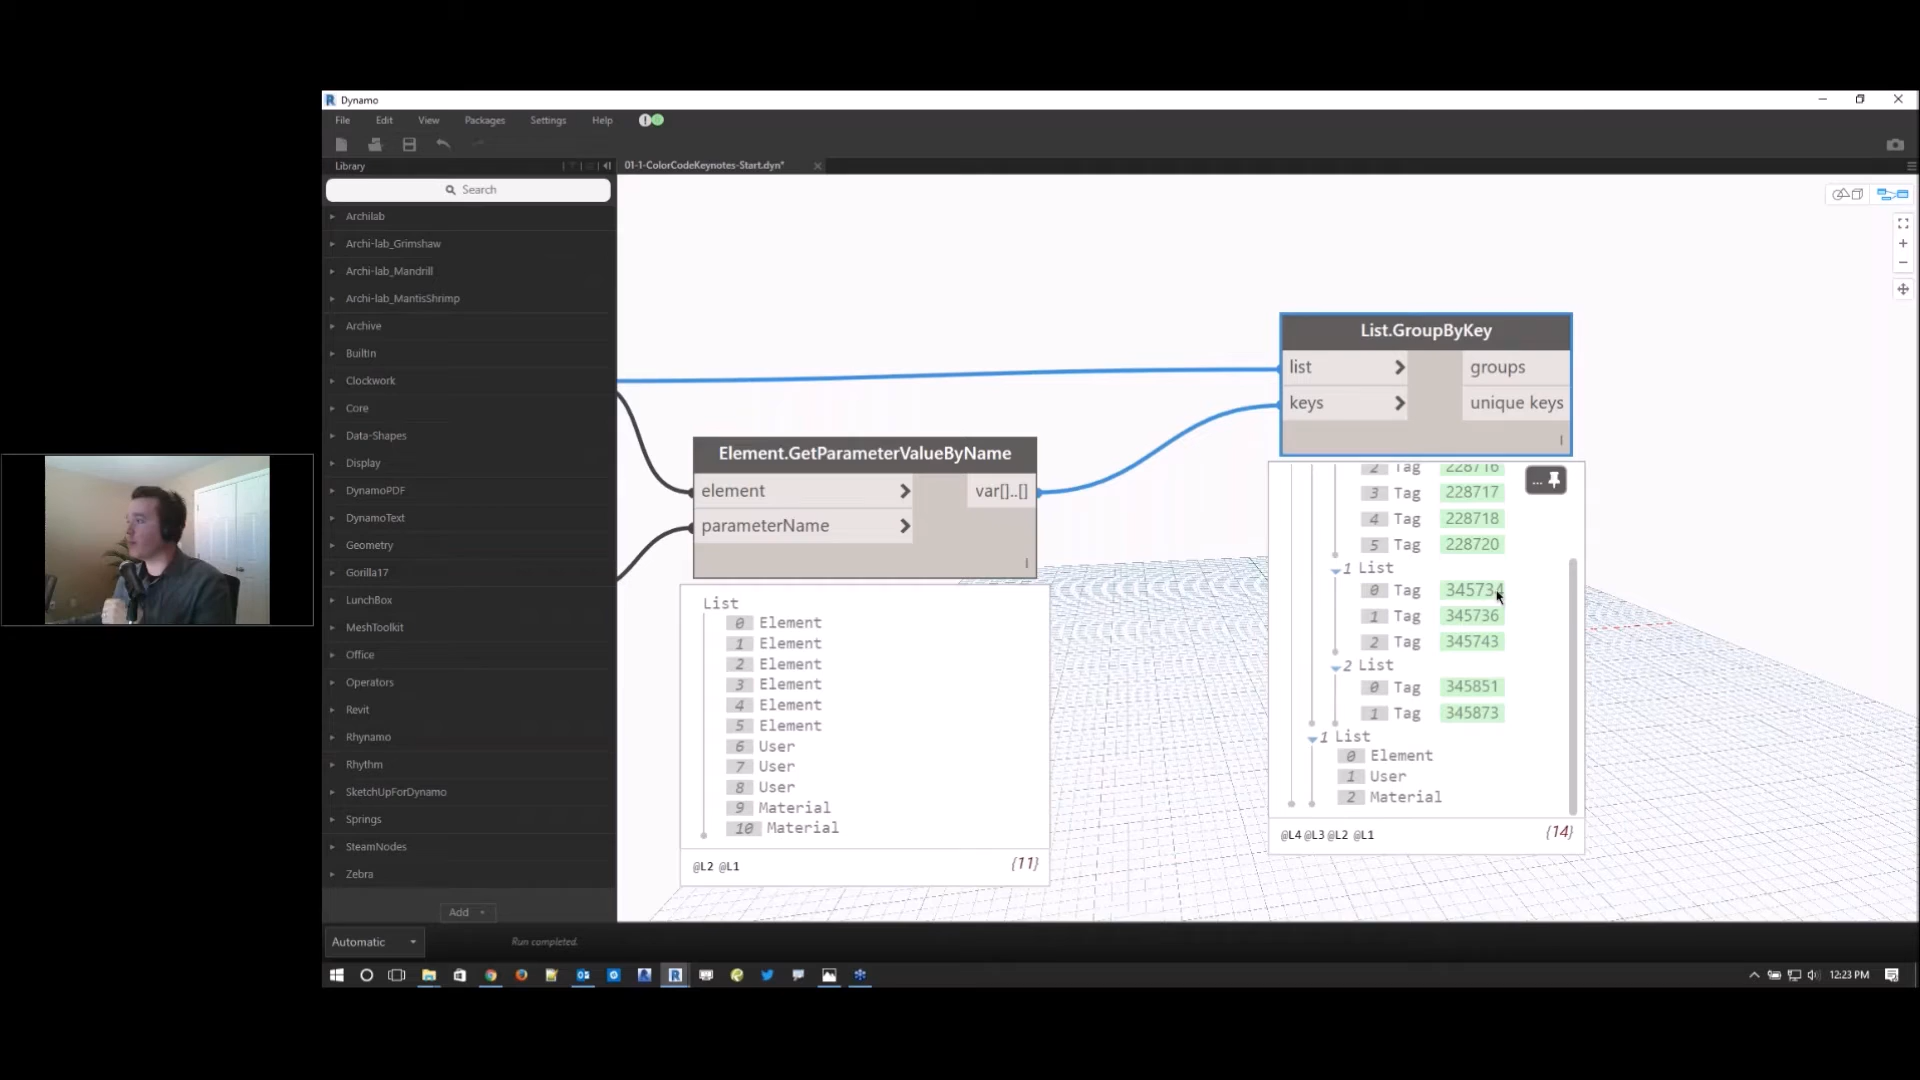 Dynamo
File Edit View Packages Settings Help
Library
01-1-ColorCodeKeynotes-Start.dyn*
Search
Archilab
Archi-lab_Grimshaw
Archi-lab_Mandrill
Archi-lab_MantisShrimp
Archive
BuiltIn
Clockwork
Core
Data-Shapes
Display
DynamoPDF
DynamoText
Geometry
Gorilla17
LunchBox
MeshToolkit
Office
Operators
Revit
Rhynamo
Rhythm
SketchUpForDynamo
Springs
SteamNodes
Zebra
Add
Automatic
Run completed.
Element.GetParameterValueByName
element > var[]..[]
parameterName >
List
0 Element
1 Element
2 Element
3 Element
4 Element
5 Element
6 User
7 User
8 User
9 Material
10 Material
@L2 @L1 {11}
List.GroupByKey
list > groups
keys > unique keys
2 Tag 228716
3 Tag 228717
4 Tag 228718
5 Tag 228720
1 List
0 Tag 345734
1 Tag 345736
2 Tag 345743
2 List
0 Tag 345851
1 Tag 345873
1 List
0 Element
1 User
2 Material
@L4 @L3 @L2 @L1 {14}
12:23 PM